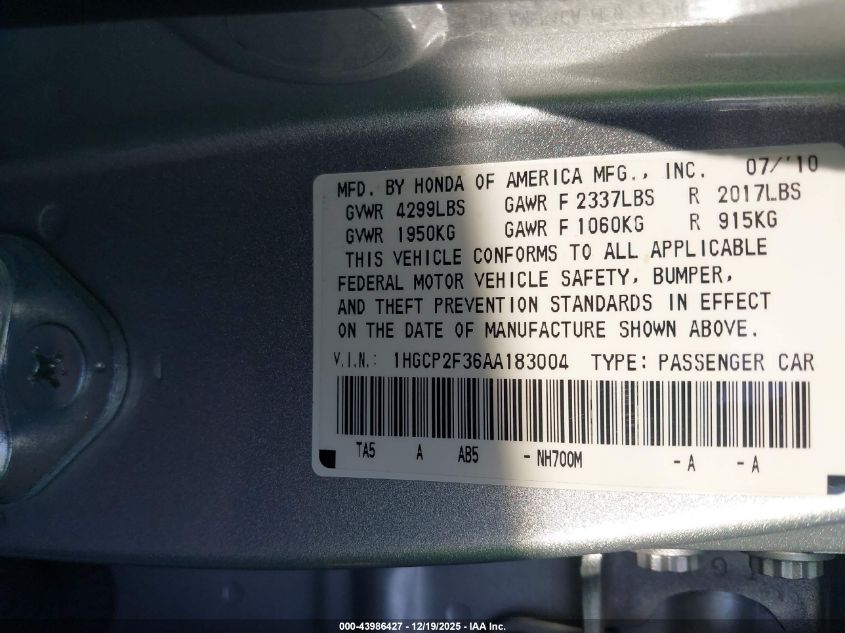 MFD. BY HONDA OF AMERICA MFG., INC. 07/'10
GVWR 4299LBS GAWR F 2337LBS R 2017LBS
GVWR 1950KG GAWR F 1060KG R 915KG
THIS VEHICLE CONFORMS TO ALL APPLICABLE
FEDERAL MOTOR VEHICLE SAFETY, BUMPER,
AND THEFT PREVENTION STANDARDS IN EFFECT
ON THE DATE OF MANUFACTURE SHOWN ABOVE.
V.I.N.: 1HGCP2F36AA183004 TYPE: PASSENGER CAR
TA5 A AB5 - NH700M - A - A
000-43986427 - 12/19/2025 - IAA Inc.